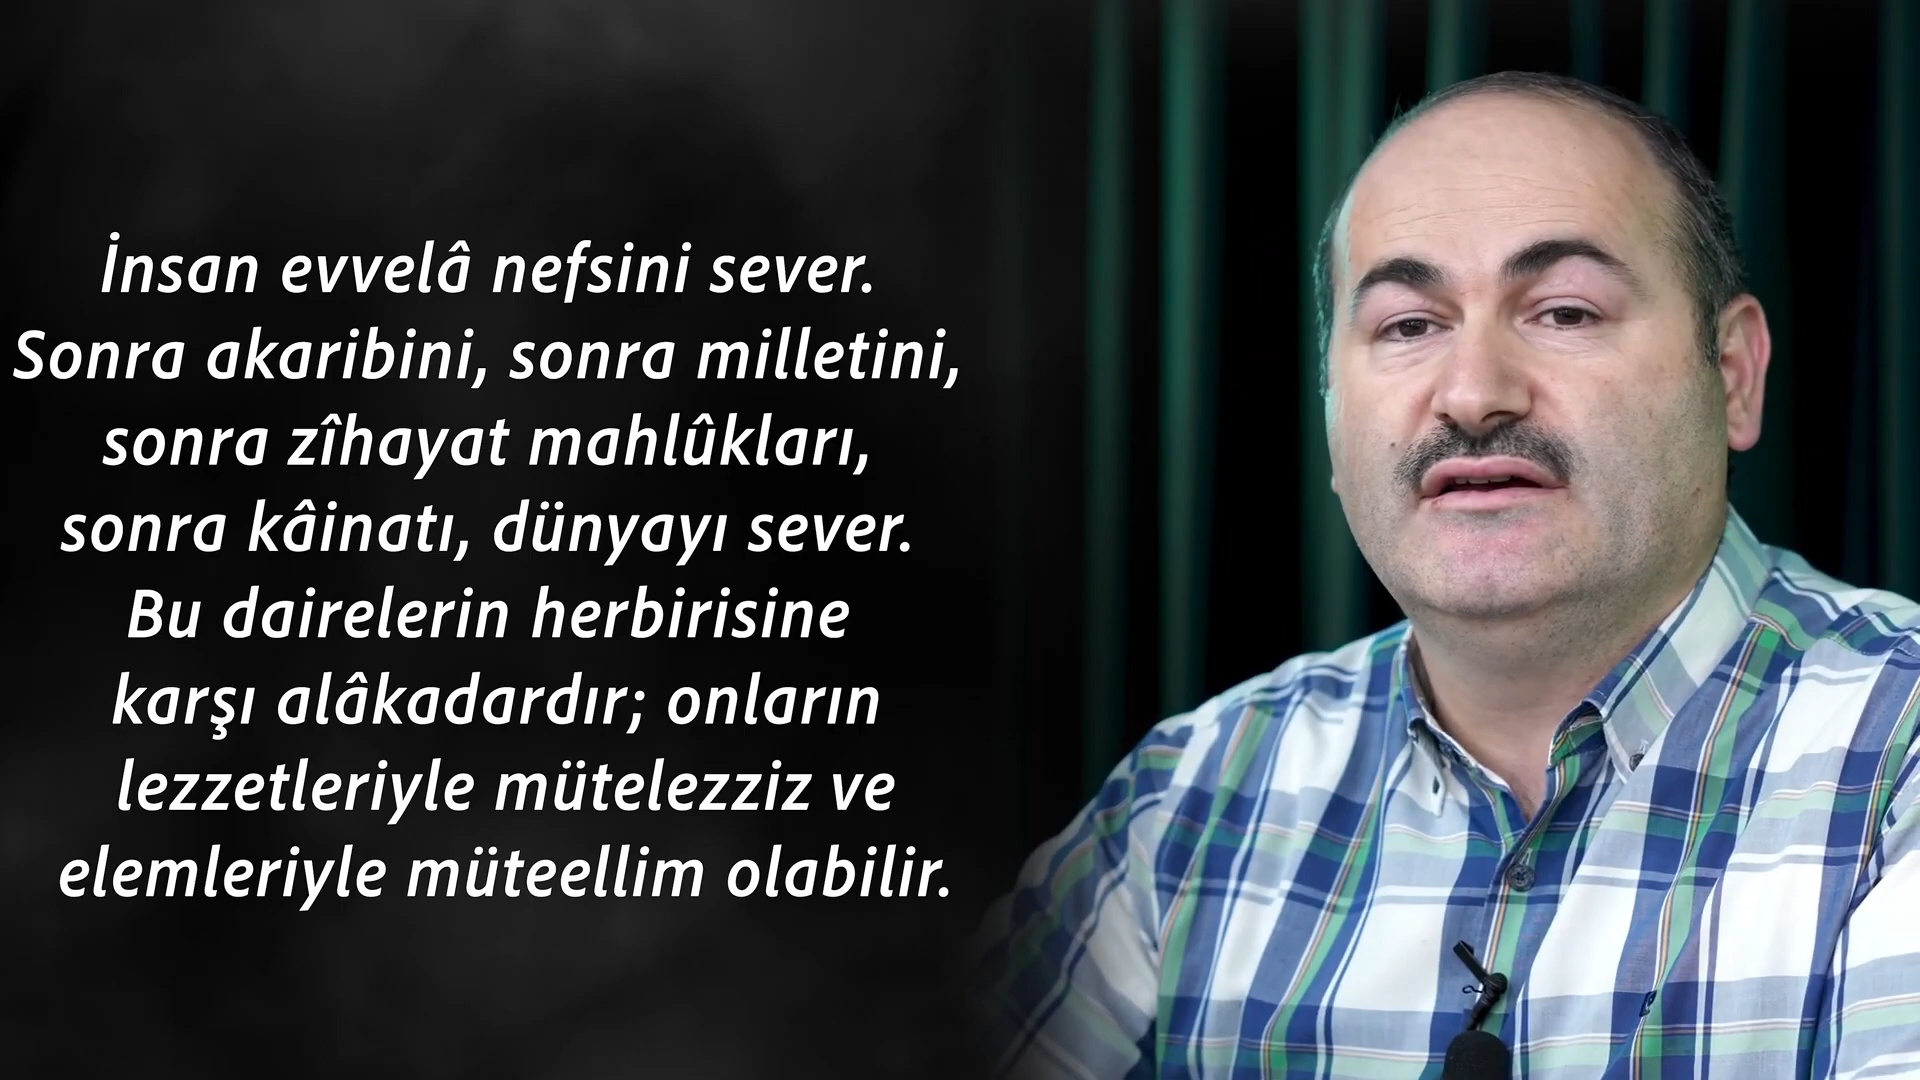 İnsan evvelâ nefsini sever.
Sonra akaribini, sonra milletini,
sonra zîhayat mahlûkları,
sonra kâinatı, dünyayı sever.
Bu dairelerin herbirisine
karşı alâkadardır; onların
lezzetleriyle mütelezziz ve
elemleriyle müteellim olabilir.